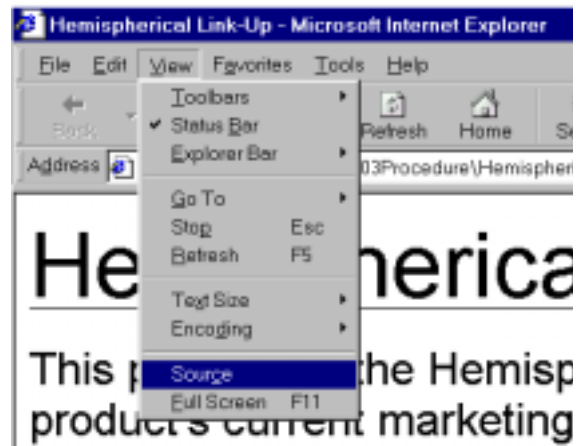 Hemispherical Link-Up - Microsoft Internet Explorer
File Edit View Favorites Tools Help
Back Refresh Home
Toolbars
✔ Status Bar
Explorer Bar
Address 03Procedure\Hemispher
Go To
Stop Esc
Refresh F5
Text Size
Encoding
Source
Full Screen F11
He herica
This p the Hemisp
product's current marketing